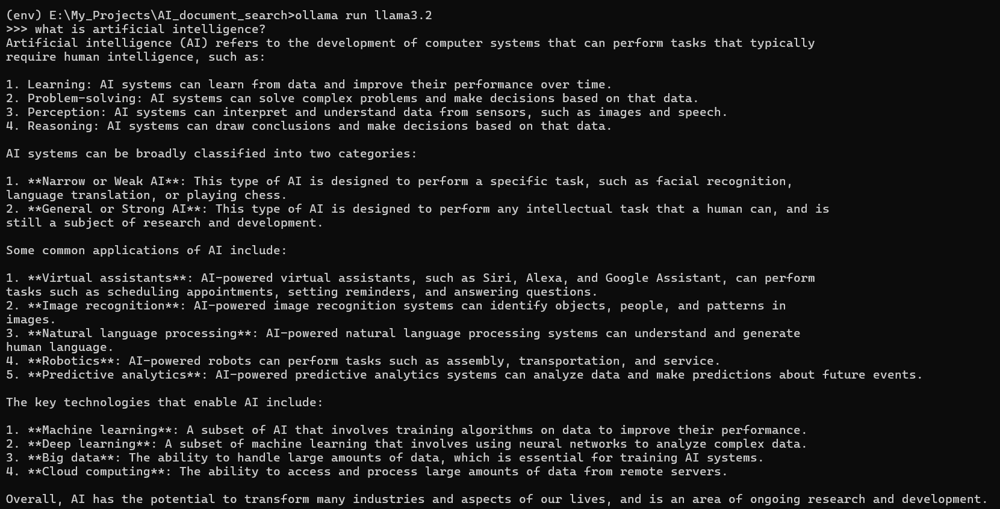 (env) E:\My_Projects\AI_document_search>ollama run llama3.2
>>> what is artificial intelligence?
Artificial intelligence (AI) refers to the development of computer systems that can perform tasks that typically
require human intelligence, such as:
1. Learning: AI systems can learn from data and improve their performance over time.
2. Problem-solving: AI systems can solve complex problems and make decisions based on that data.
3. Perception: AI systems can interpret and understand data from sensors, such as images and speech.
4. Reasoning: AI systems can draw conclusions and make decisions based on that data.
AI systems can be broadly classified into two categories:
1. **Narrow or Weak AI**: This type of AI is designed to perform a specific task, such as facial recognition,
language translation, or playing chess.
2. **General or Strong AI**: This type of AI is designed to perform any intellectual task that a human can, and is
still a subject of research and development.
Some common applications of AI include:
1. **Virtual assistants**: AI-powered virtual assistants, such as Siri, Alexa, and Google Assistant, can perform
tasks such as scheduling appointments, setting reminders, and answering questions.
2. **Image recognition**: AI-powered image recognition systems can identify objects, people, and patterns in
images.
3. **Natural language processing**: AI-powered natural language processing systems can understand and generate
human language.
4. **Robotics**: AI-powered robots can perform tasks such as assembly, transportation, and service.
5. **Predictive analytics**: AI-powered predictive analytics systems can analyze data and make predictions about future events.
The key technologies that enable AI include:
1. **Machine learning**: A subset of AI that involves training algorithms on data to improve their performance.
2. **Deep learning**: A subset of machine learning that involves using neural networks to analyze complex data.
3. **Big data**: The ability to handle large amounts of data, which is essential for training AI systems.
4. **Cloud computing**: The ability to access and process large amounts of data from remote servers.
Overall, AI has the potential to transform many industries and aspects of our lives, and is an area of ongoing research and development.